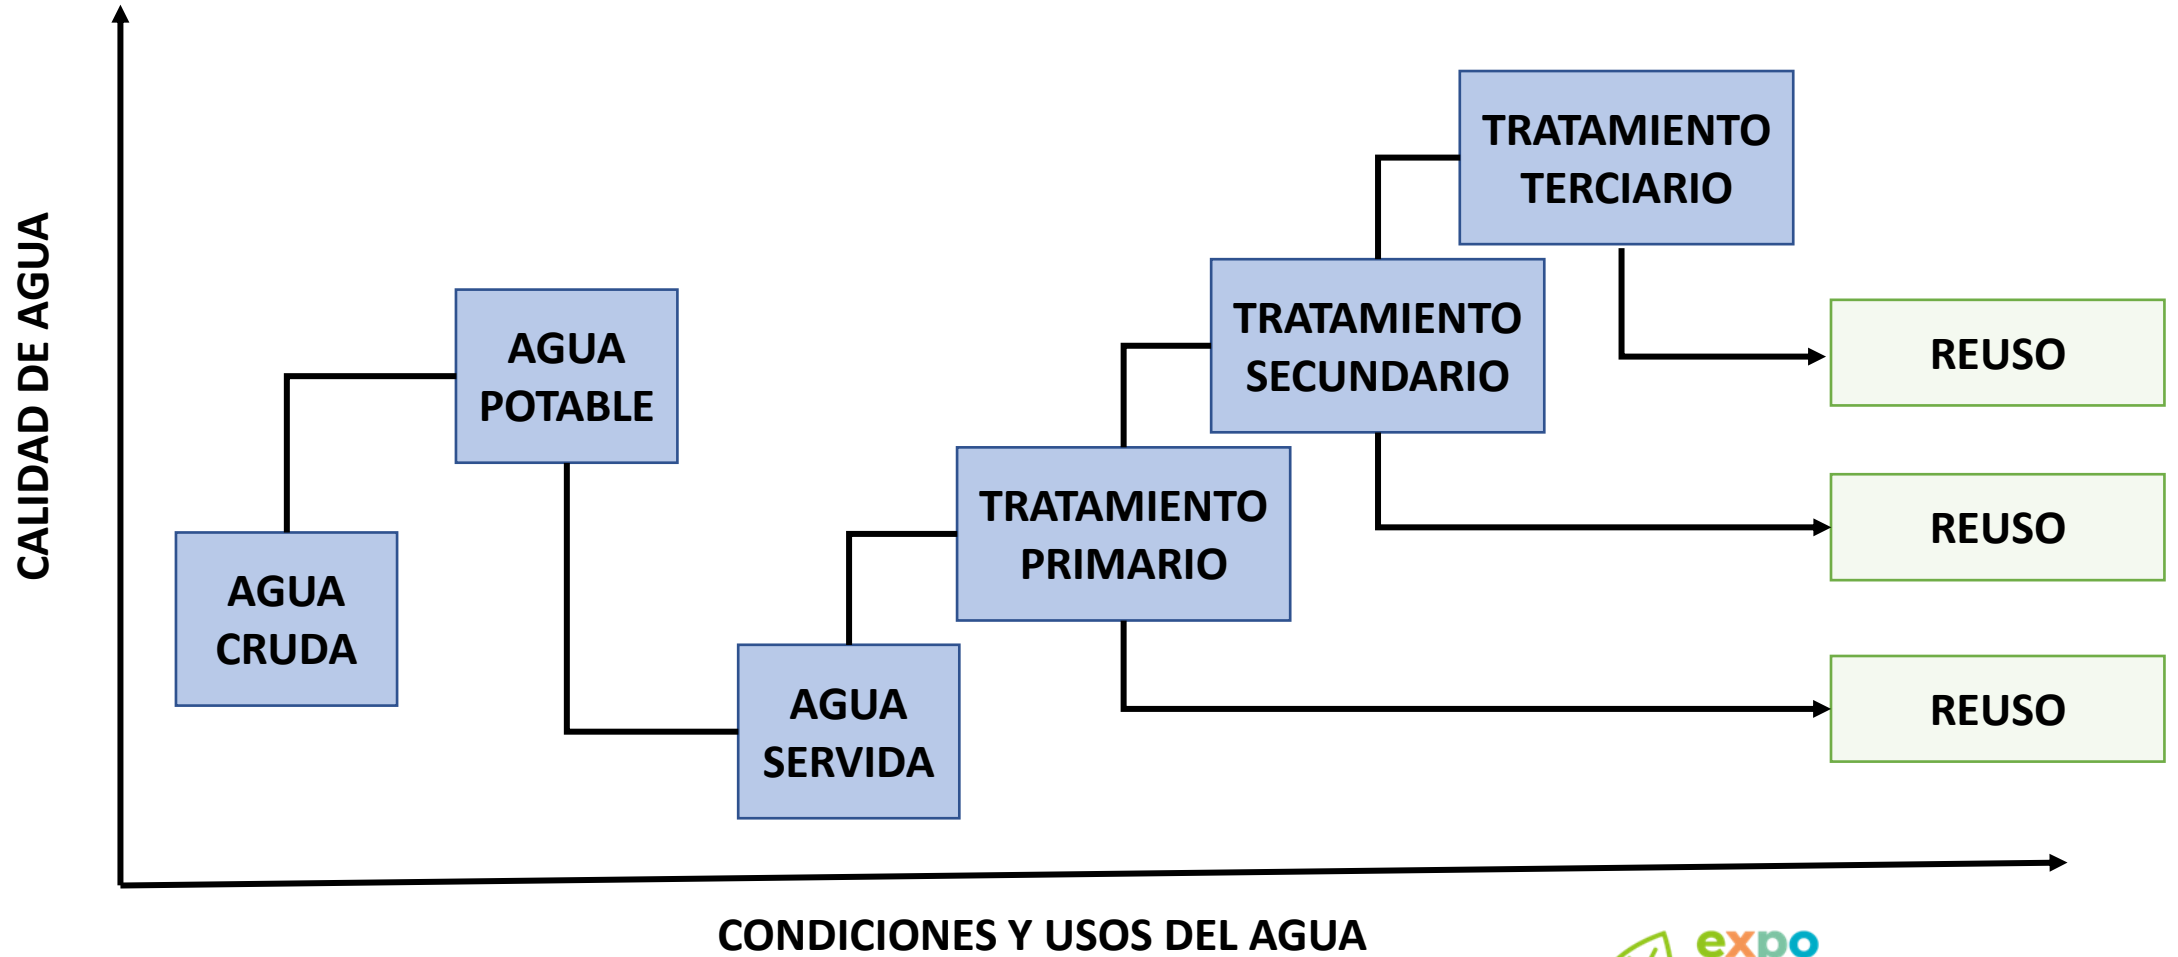 CALIDAD DE AGUA
AGUA
CRUDA
AGUA
POTABLE
AGUA
SERVIDA
TRATAMIENTO
PRIMARIO
TRATAMIENTO
SECUNDARIO
TRATAMIENTO
TERCIARIO
REUSO
REUSO
REUSO
CONDICIONES Y USOS DEL AGUA
expo